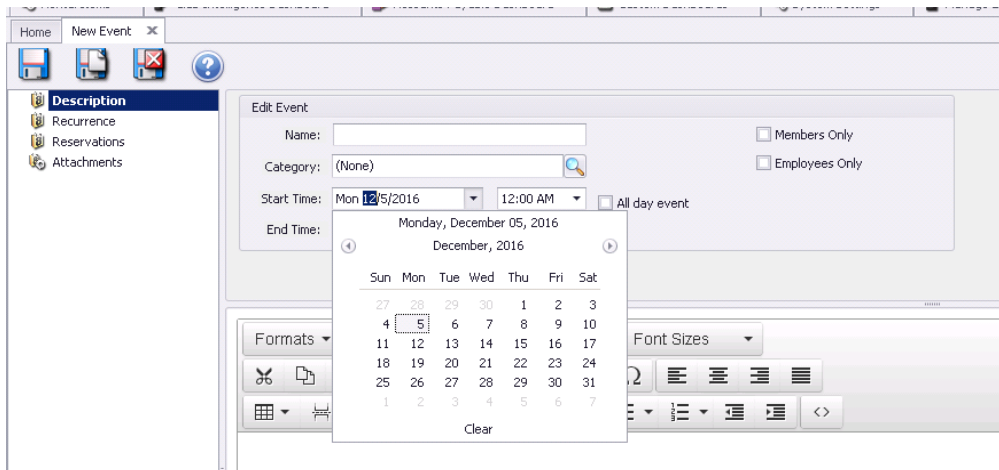 Home New Event
Description
Recurrence
Reservations
Attachments
Edit Event
Name:
Members Only
Category: (None)
Employees Only
Start Time: Mon 12/5/2016 12:00 AM All day event
End Time:
Monday, December 05, 2016
December, 2016
Sun Mon Tue Wed Thu Fri Sat
27 28 29 30 1 2 3
4 5 6 7 8 9 10
11 12 13 14 15 16 17
18 19 20 21 22 23 24
25 26 27 28 29 30 31
1 2 3 4 5 6 7
Clear
Formats Font Sizes